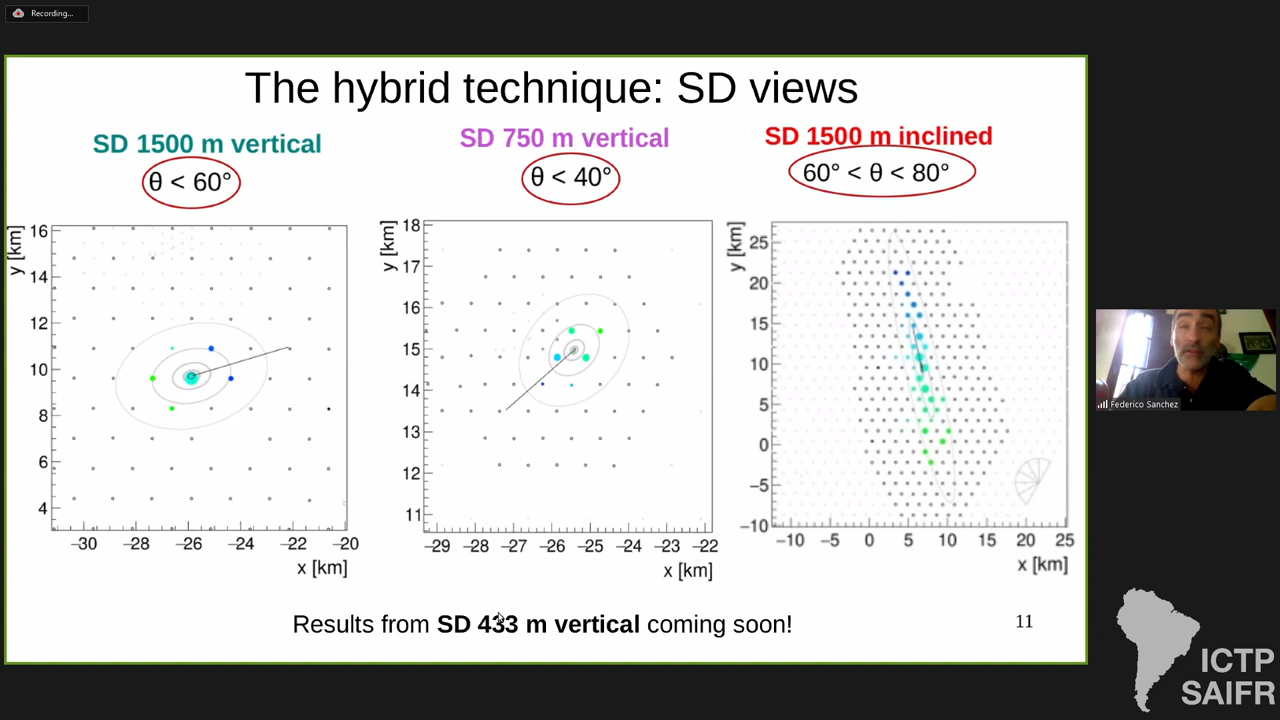 Recording...
The hybrid technique: SD views
SD 1500 m vertical
θ < 60°
SD 750 m vertical
θ < 40°
SD 1500 m inclined
60° < θ < 80°
y [km]
16
14
12
10
8
6
4
−30 −28 −26 −24 −22 −20
x [km]
y [km]
18
17
16
15
14
13
12
11
−29 −28 −27 −26 −25 −24 −23 −22
x [km]
y [km]
25
20
15
10
5
0
−5
−10
−10 −5 0 5 10 15 20 25
x [km]
Results from SD 433 m vertical coming soon!
11
Federico Sanchez
ICTP
SAIFR